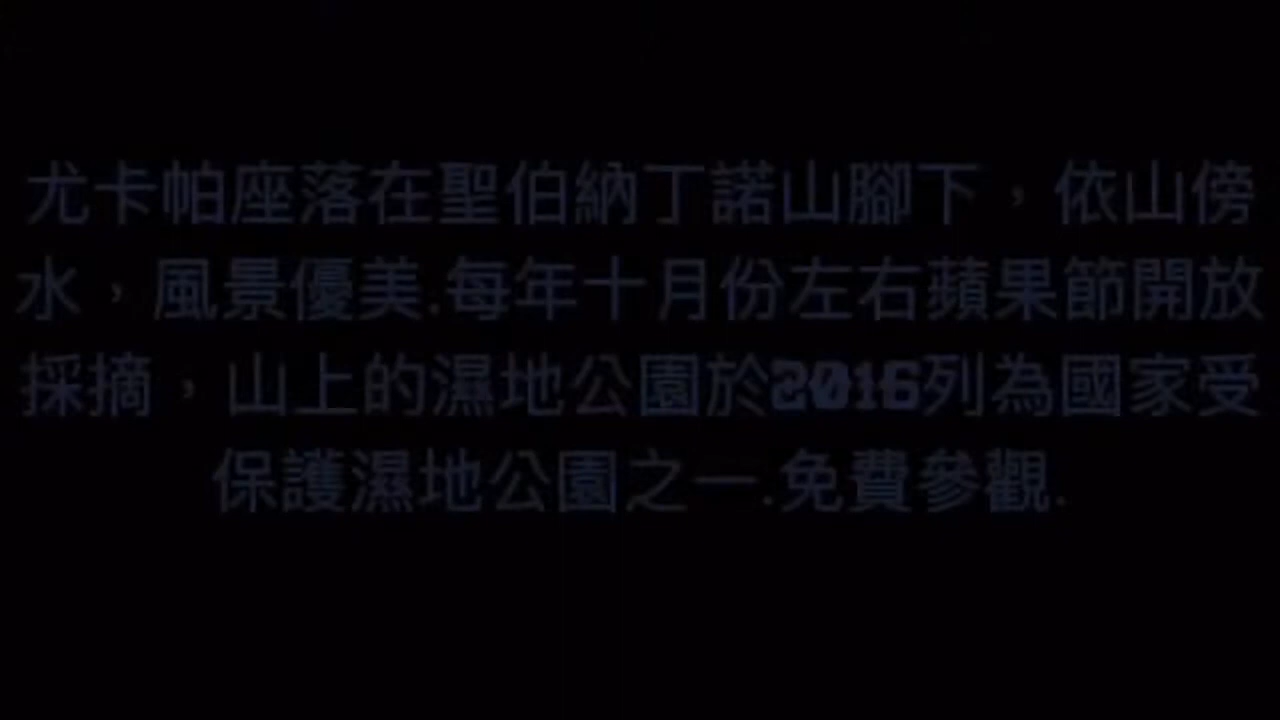 尤卡帕座落在聖伯納丁諾山腳下，依山傍
水，風景優美.每年十月份左右蘋果節開放
採摘，山上的濕地公園於2016列為國家受
保護濕地公園之一.免費參觀.